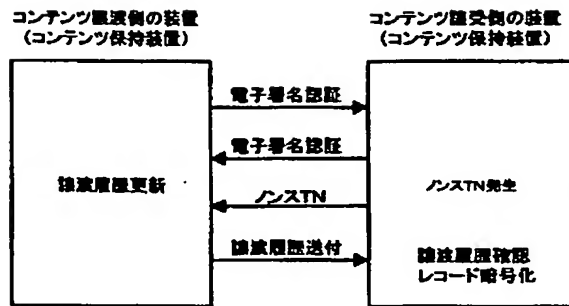 コンテンツ譲渡側の装置
(コンテンツ保持装置)
コンテンツ譲受側の装置
(コンテンツ保持装置)
電子署名認証
電子署名認証
譲渡履歴更新
ノンスTN
ノンスTN発生
譲渡履歴送付
譲渡履歴確認
レコード暗号化